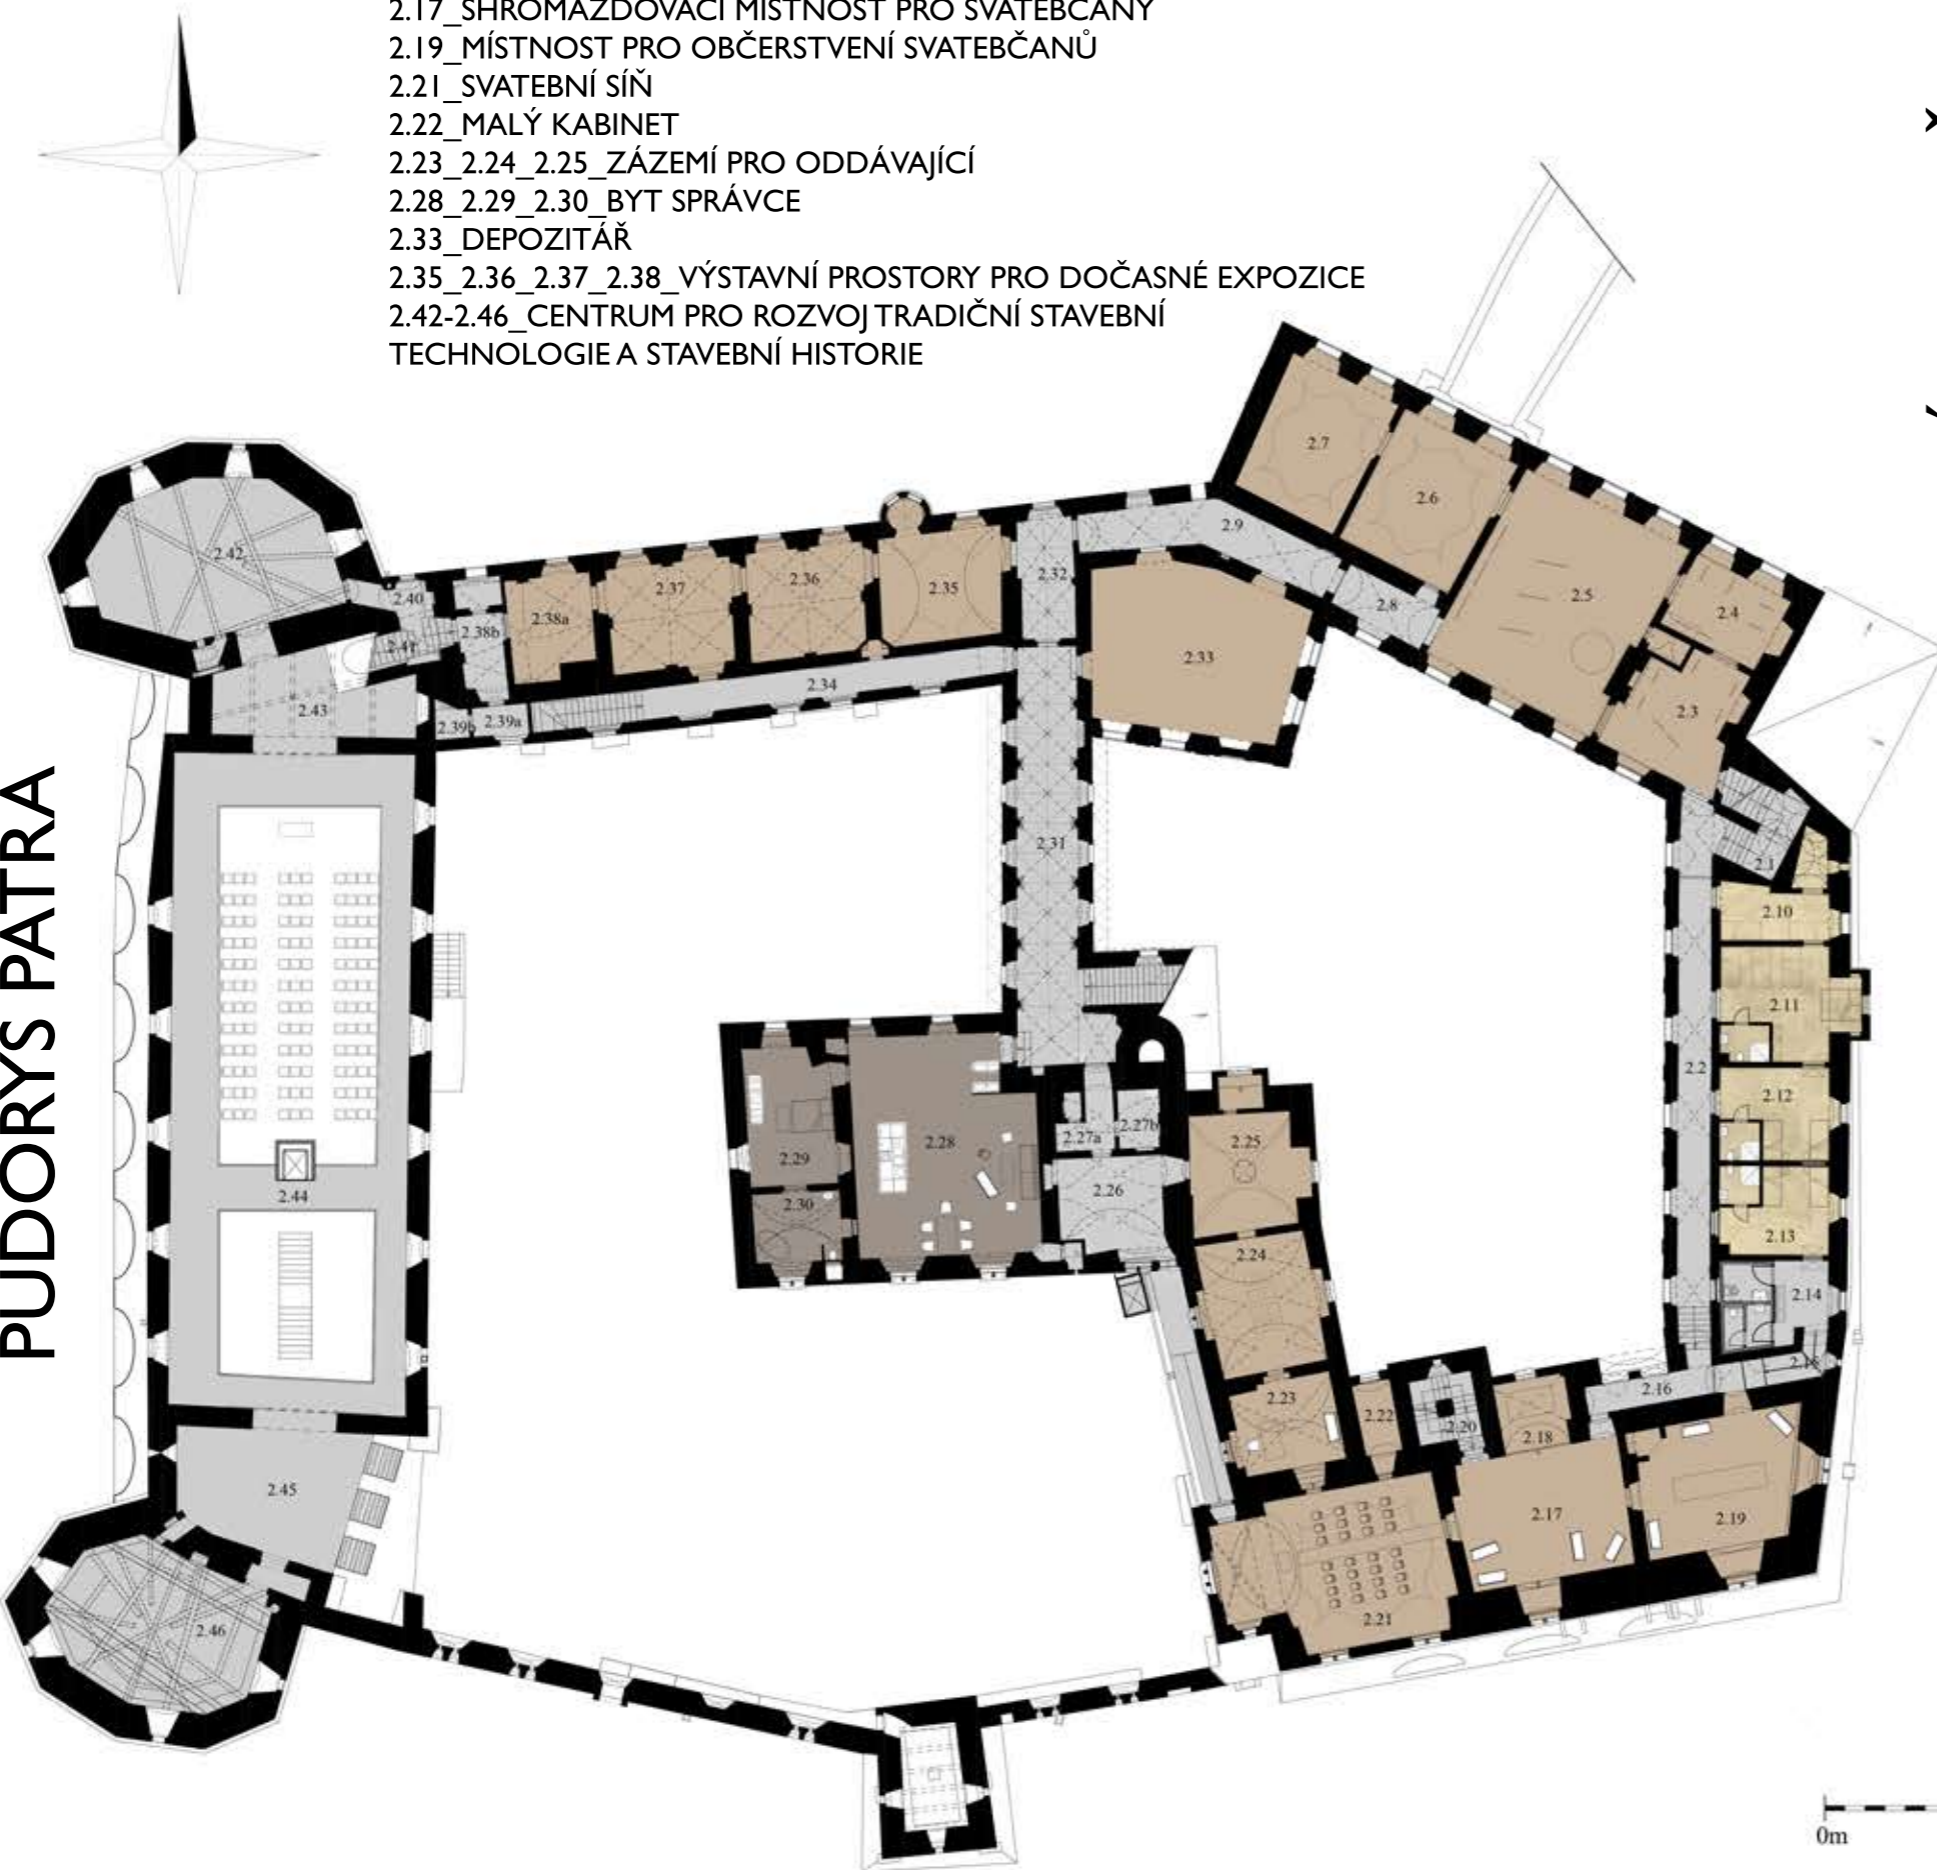 2.17_SHROMAŽĎOVACÍ MÍSTNOST PRO SVATEBČANY
2.19_MÍSTNOST PRO OBČERSTVENÍ SVATEBČANŮ
2.21_SVATEBNÍ SÍŇ
2.22_MALÝ KABINET
2.23_2.24_2.25_ZÁZEMÍ PRO ODDÁVAJÍCÍ
2.28_2.29_2.30_BYT SPRÁVCE
2.33_DEPOZITÁŘ
2.35_2.36_2.37_2.38_VÝSTAVNÍ PROSTORY PRO DOČASNÉ EXPOZICE
2.42-2.46_CENTRUM PRO ROZVOJ TRADIČNÍ STAVEBNÍ
TECHNOLOGIE A STAVEBNÍ HISTORIE
PUDORYS PATRA
2.7
2.6
2.9
2.42
2.32
2.36
2.37
2.35
2.5
2.40
2.8
2.4
2.38a
2.38b
2.41
2.33
2.34
2.43
2.3
2.39b
2.39a
2.31
2.1
2.10
2.11
2.2
2.12
2.27b
2.27a
2.28
2.25
2.29
2.26
2.44
2.30
2.13
2.24
2.14
2.16
2.23
2.22
2.20
2.18
2.45
2.17
2.19
2.21
2.46
0m